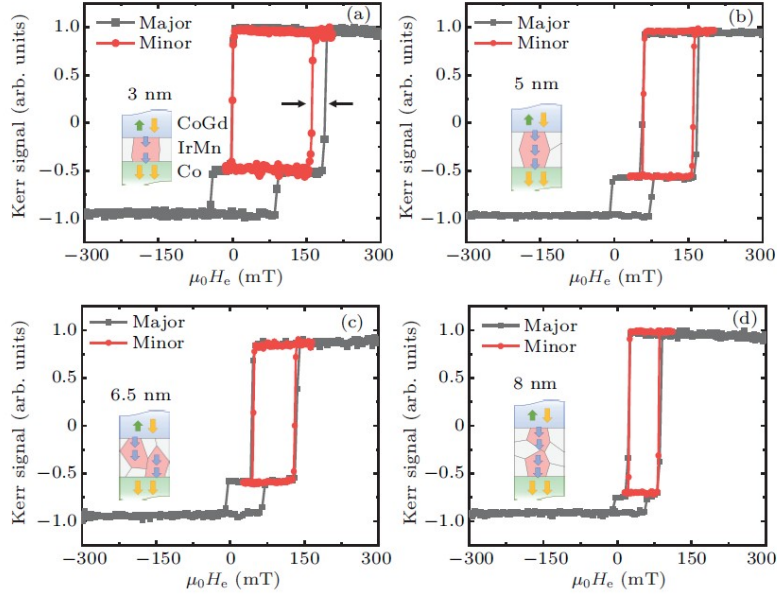 (a)
Major
Minor
1.0
0.5
0
-0.5
-1.0
Kerr signal (arb. units)
3 nm
CoGd
IrMn
Co
-300
-150
0
150
300
μ₀Hₑ (mT)
(b)
Major
Minor
1.0
0.5
0
-0.5
-1.0
Kerr signal (arb. units)
5 nm
-300
-150
0
150
300
μ₀Hₑ (mT)
(c)
Major
Minor
1.0
0.5
0
-0.5
-1.0
Kerr signal (arb. units)
6.5 nm
-300
-150
0
150
300
μ₀Hₑ (mT)
(d)
Major
Minor
1.0
0.5
0
-0.5
-1.0
Kerr signal (arb. units)
8 nm
-300
-150
0
150
300
μ₀Hₑ (mT)